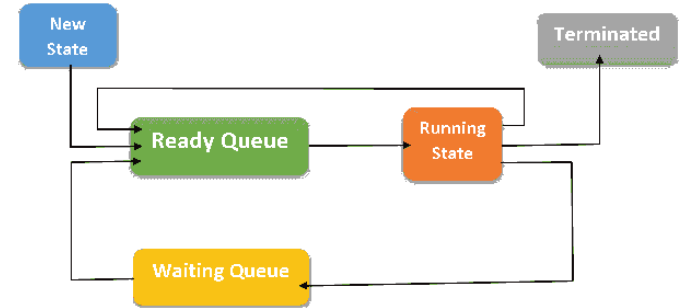 New
State
Terminated
Ready Queue
Running
State
Waiting Queue